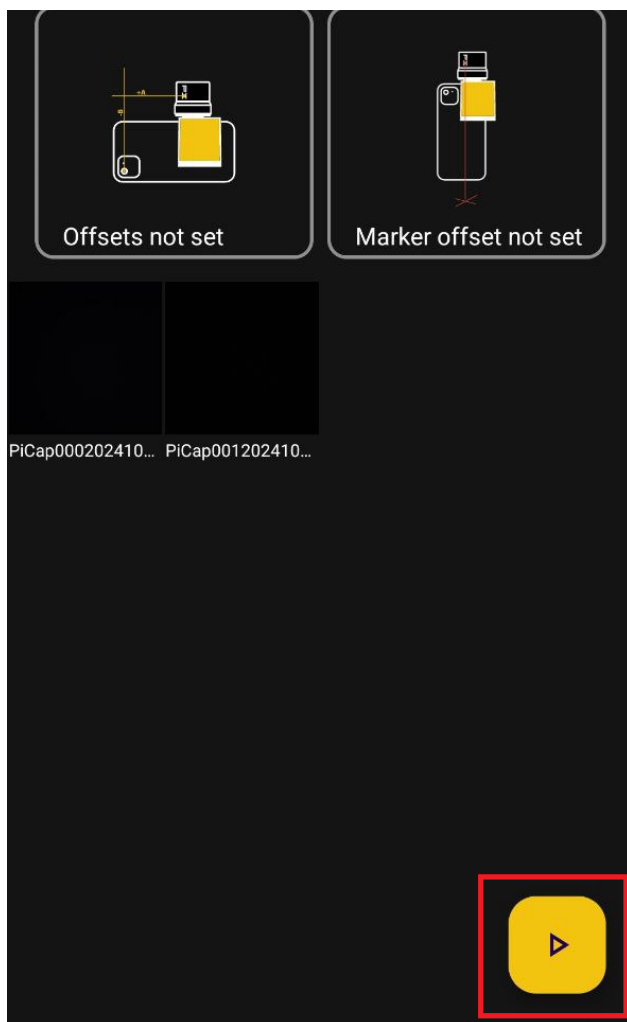 +A
-B
Offsets not set
Marker offset not set
PiCap000202410...
PiCap001202410...